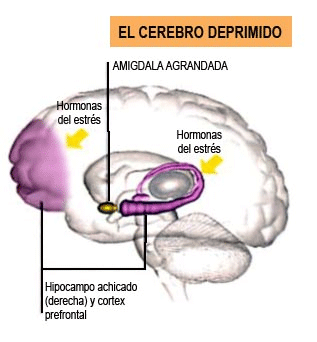 EL CEREBRO DEPRIMIDO
AMIGDALA AGRANDADA
Hormonas
del estrés
Hormonas
del estrés
Hipocampo achicado
(derecha) y cortex
prefrontal